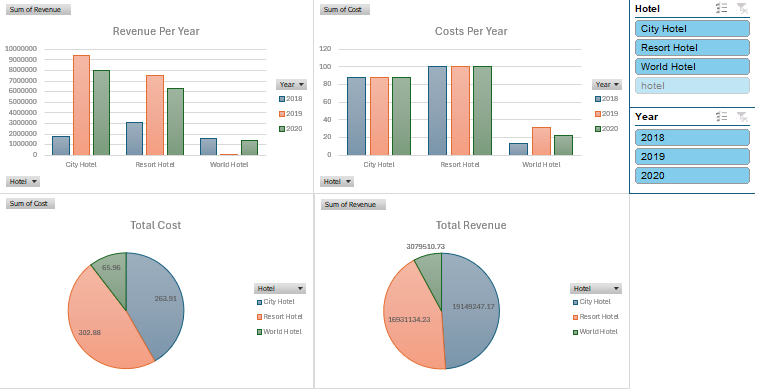 Sum of Revenue
Revenue Per Year
10000000
9000000
8000000
7000000
6000000
5000000
4000000
3000000
2000000
1000000
0
City Hotel
Resort Hotel
World Hotel
Year
2018
2019
2020
Hotel
Sum of Cost
Costs Per Year
120
100
80
60
40
20
0
City Hotel
Resort Hotel
World Hotel
Year
2018
2019
2020
Hotel
Hotel
City Hotel
Resort Hotel
World Hotel
hotel
Year
2018
2019
2020
Sum of Cost
Total Cost
65.96
263.91
302.88
Hotel
City Hotel
Resort Hotel
World Hotel
Sum of Revenue
Total Revenue
3079510.73
19149247.17
16931134.23
Hotel
City Hotel
Resort Hotel
World Hotel